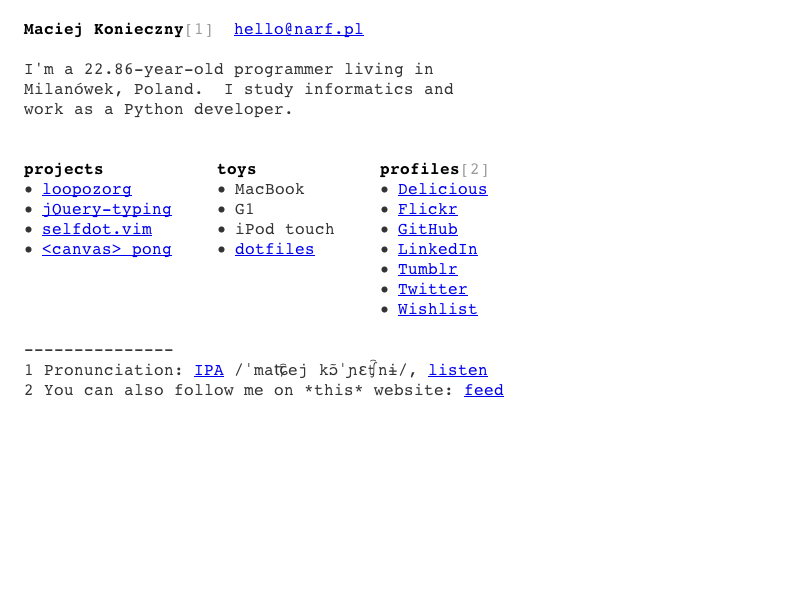 Maciej Konieczny[1]  hello@narf.pl
I'm a 22.86-year-old programmer living in
Milanówek, Poland.  I study informatics and
work as a Python developer.
projects
• loopozorg
• jQuery-typing
• selfdot.vim
• <canvas> pong
toys
• MacBook
• G1
• iPod touch
• dotfiles
profiles[2]
• Delicious
• Flickr
• GitHub
• LinkedIn
• Tumblr
• Twitter
• Wishlist
---------------
1 Pronunciation: IPA /ˈmat͡ɕej kɔ̃ˈɲɛt͡ʂnɨ/, listen
2 You can also follow me on *this* website: feed